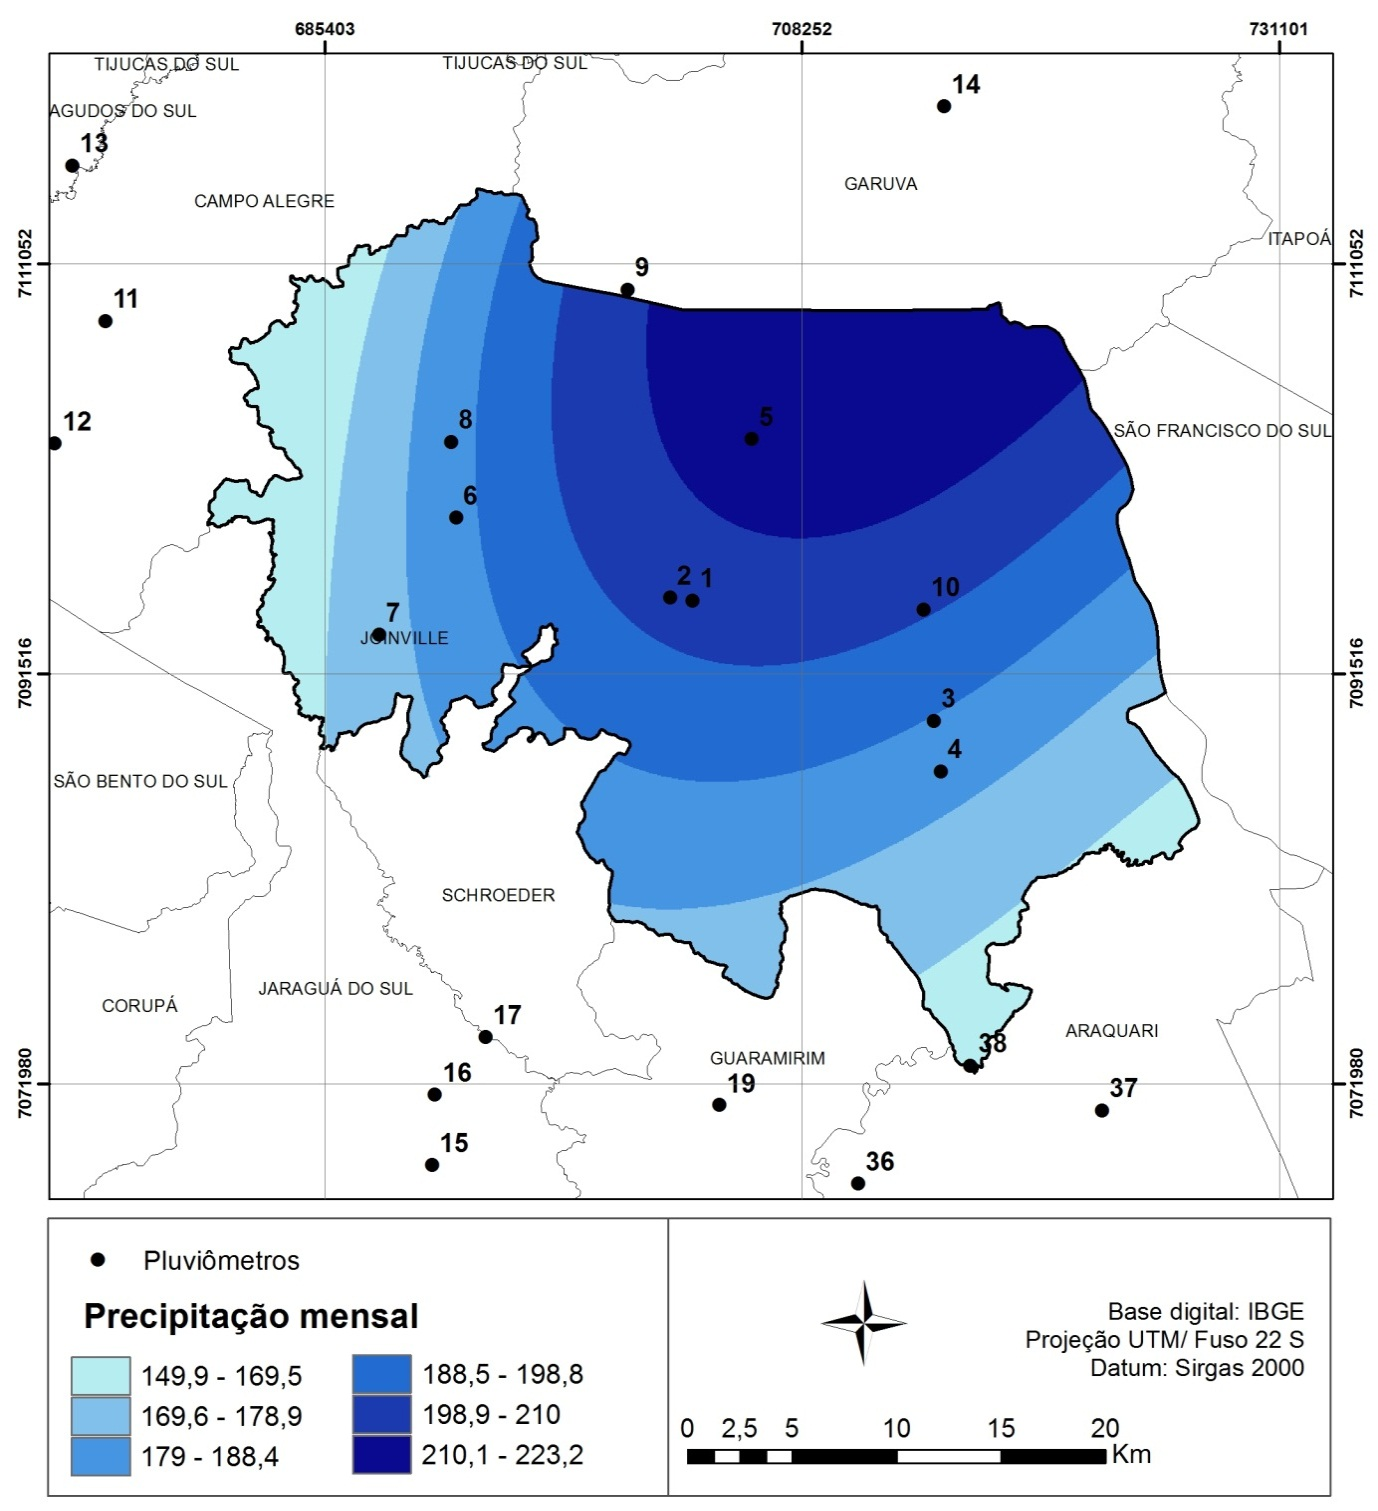 685403 708252 731101
TIJUCAS DO SUL TIJUCAS DO SUL
14
AGUDOS DO SUL
13
GARUVA
CAMPO ALEGRE
ITAPOÁ
7111052 7111052
9
11
12 8 5
SÃO FRANCISCO DO SUL
6
2 1 10
7
JOINVILLE
7091516 7091516
3
4
SÃO BENTO DO SUL
SCHROEDER
JARAGUÁ DO SUL
CORUPÁ
17
ARAQUARI
38
GUARAMIRIM
16 19 37
7071980 7071980
15
36
Pluviômetros
Precipitação mensal
149,9 - 169,5
169,6 - 178,9
179 - 188,4
188,5 - 198,8
198,9 - 210
210,1 - 223,2
Base digital: IBGE
Projeção UTM/ Fuso 22 S
Datum: Sirgas 2000
0 2,5 5 10 15 20
Km